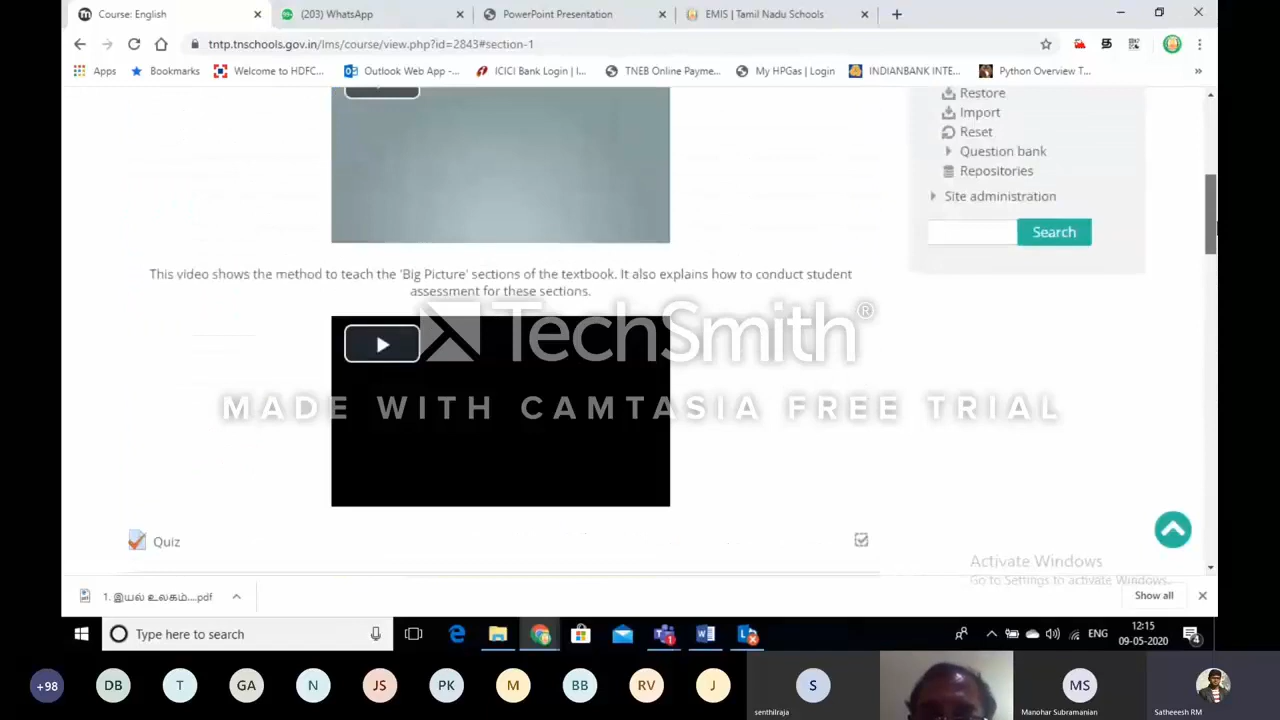 Course: English
(203) WhatsApp
PowerPoint Presentation
EMIS | Tamil Nadu Schools
tntp.tnschools.gov.in/lms/course/view.php?id=2843#section-1
Apps
Bookmarks
Welcome to HDFC...
Outlook Web App -...
ICICI Bank Login | I...
TNEB Online Payme...
My HPGas | Login
INDIANBANK INTE...
Python Overview T...
Restore
Import
Reset
Question bank
Repositories
Site administration
Search
This video shows the method to teach the 'Big Picture' sections of the textbook. It also explains how to conduct student
assessment for these sections.
TechSmith®
MADE WITH CAMTASIA FREE TRIAL
Quiz
Activate Windows
Go to Settings to activate Windows.
1. இயல் உலகம்....pdf
Show all
Type here to search
ENG
12:15
09-05-2020
4
+98
DB
T
GA
N
JS
PK
M
BB
RV
J
S
MS
senthilraja
Manohar Subramanian
Satheeesh RM